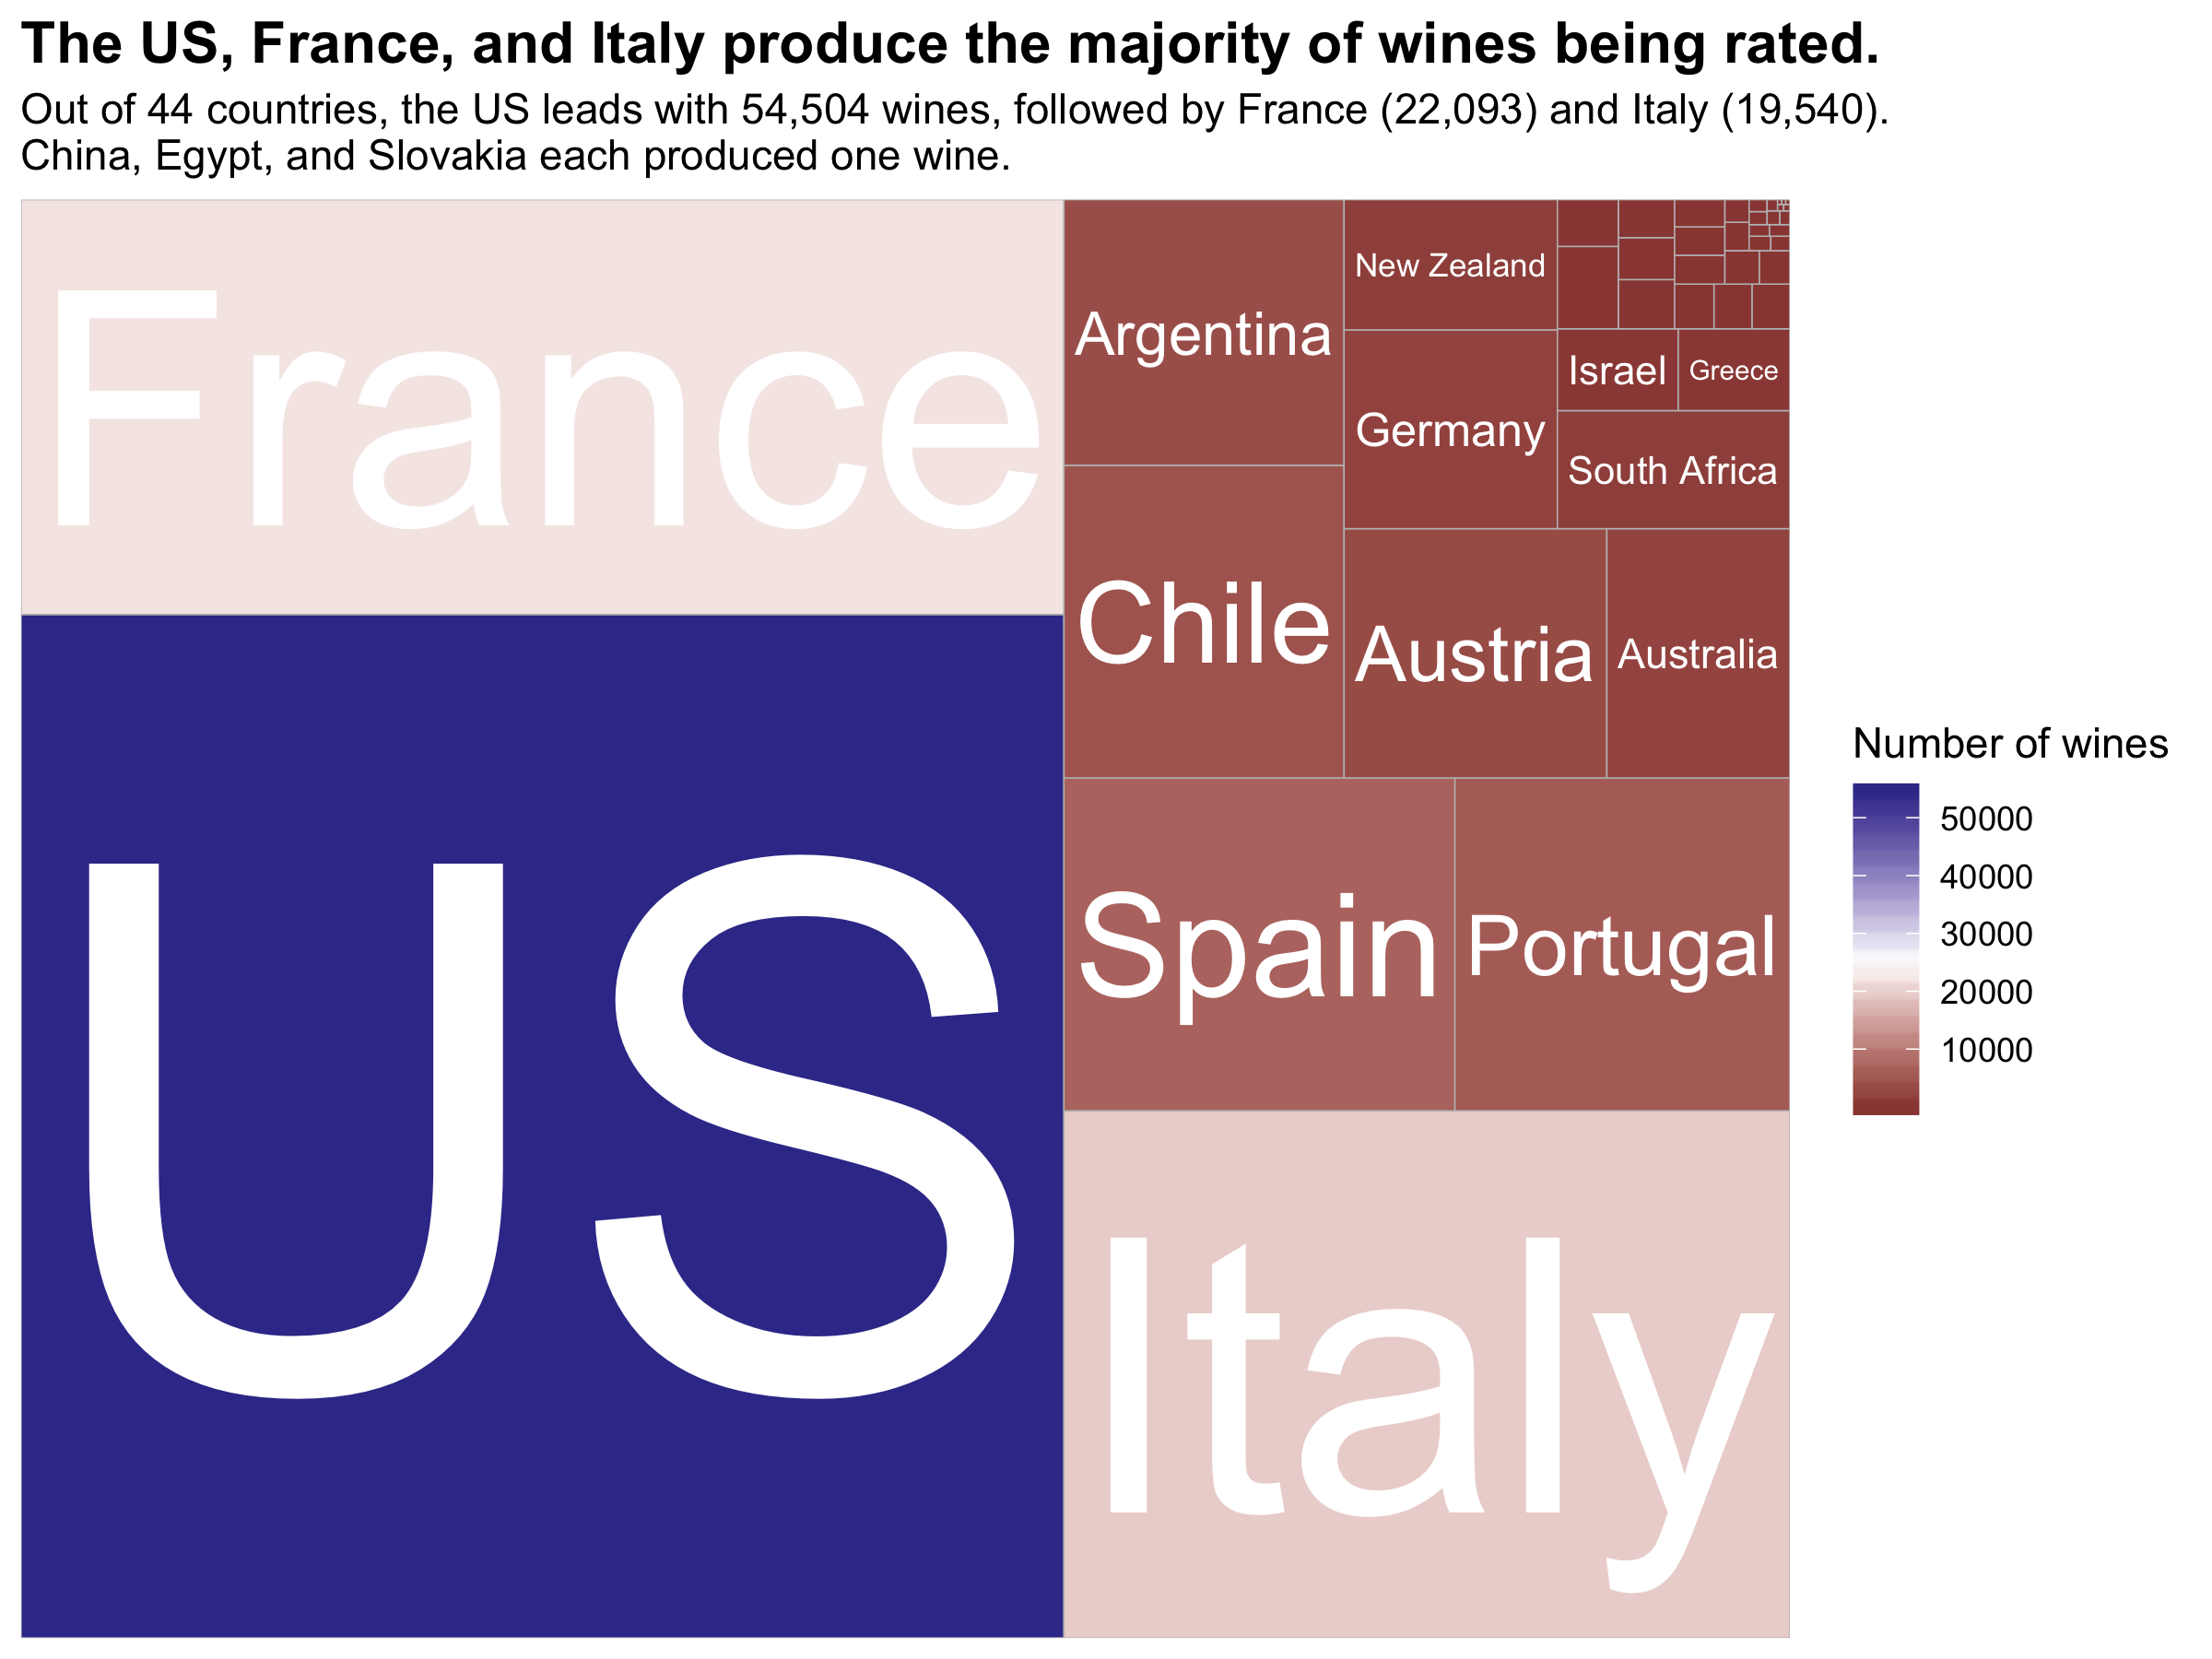 The US, France, and Italy produce the majority of wines being rated.
Out of 44 countries, the US leads with 54,504 wines, followed by France (22,093) and Italy (19,540).
China, Egypt, and Slovakia each produced one wine.
France
US
Argentina
Chile
New Zealand
Germany
Israel
Greece
South Africa
Austria
Australia
Spain
Portugal
Italy
Number of wines
50000
40000
30000
20000
10000